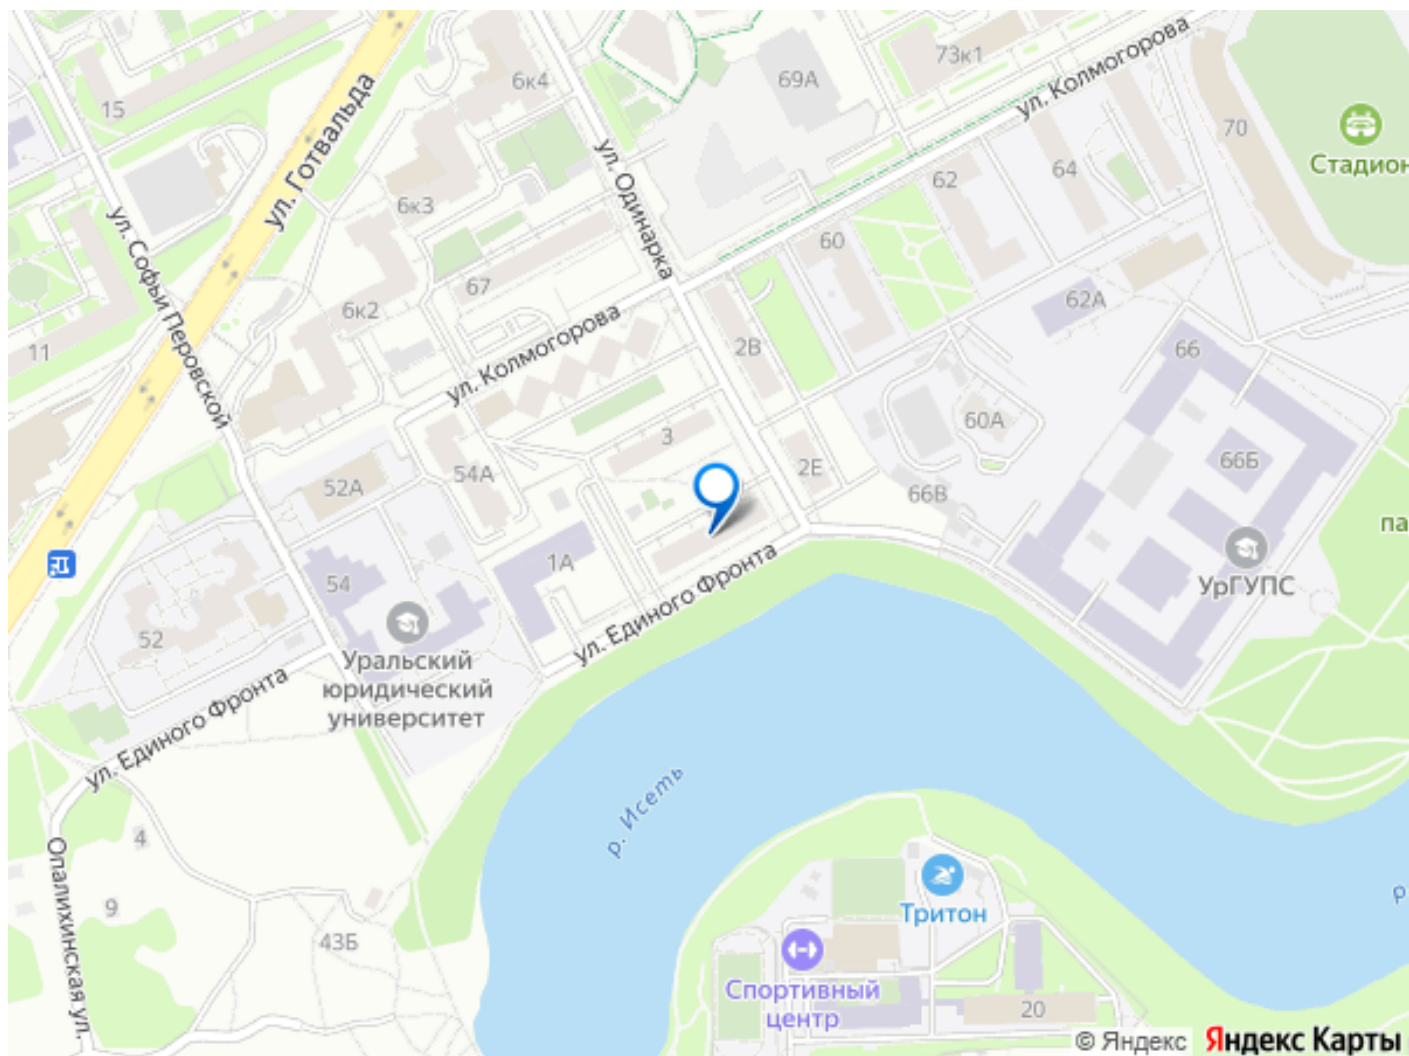 15
ул. Готвальда
6к4
69А
73к1
ул. Колмогорова
70
Стадион
64
62
60
ул. Одинарка
6к3
ул. Софьи Перовской
67
6к2
62А
11
2В
66
ул. Колмогорова
3
60А
2Е
66Б
54А
52А
66В
па
1А
УрГУПС
54
52
ул. Единого Фронта
Уральский
юридический
университет
ул. Единого Фронта
р. Исеть
4
Опалихинская ул.
9
43Б
Тритон
р.
Спортивный
центр
20
© Яндекс Яндекс Карты